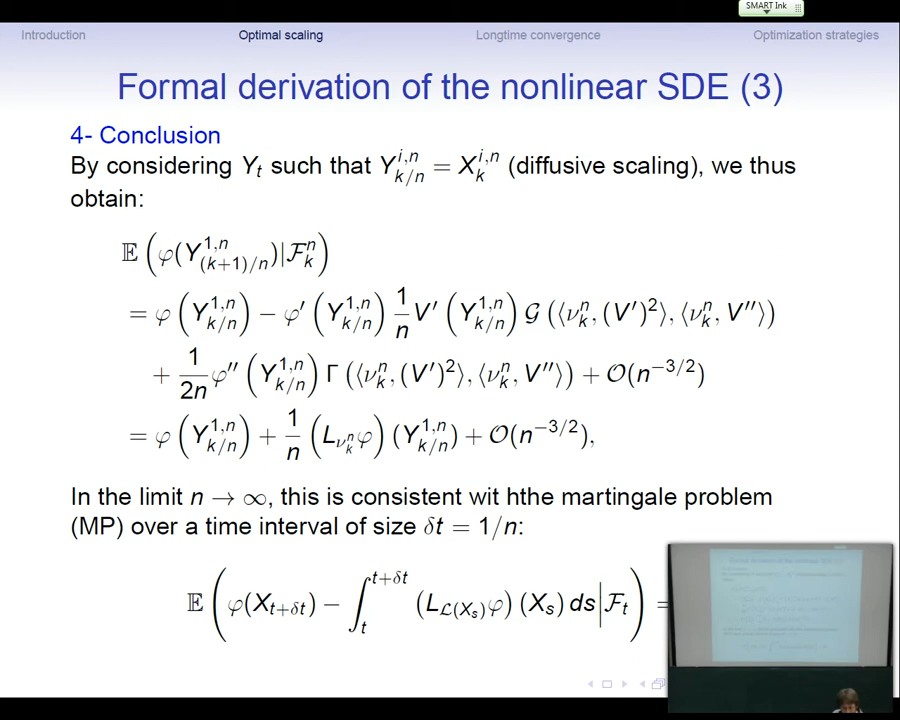 SMART Ink
Introduction Optimal scaling Longtime convergence Optimization strategies
Formal derivation of the nonlinear SDE (3)
4- Conclusion
By considering Y_t such that Y^{i,n}_{k/n} = X^{i,n}_k (diffusive scaling), we thus
obtain:
𝔼 (φ(Y^{1,n}_{(k+1)/n})|ℱ^n_k)
= φ (Y^{1,n}_{k/n}) − φ′ (Y^{1,n}_{k/n}) 1/n V′ (Y^{1,n}_{k/n}) 𝒢 (⟨ν^n_k, (V′)²⟩, ⟨ν^n_k, V″⟩)
+ 1/2n φ″ (Y^{1,n}_{k/n}) Γ (⟨ν^n_k, (V′)²⟩, ⟨ν^n_k, V″⟩) + 𝒪(n^{−3/2})
= φ (Y^{1,n}_{k/n}) + 1/n (L_{ν^n_k} φ) (Y^{1,n}_{k/n}) + 𝒪(n^{−3/2}),
In the limit n → ∞, this is consistent wit hthe martingale problem
(MP) over a time interval of size δt = 1/n:
𝔼 (φ(X_{t+δt}) − ∫_t^{t+δt} (L_{ℒ(X_s)} φ) (X_s) ds|ℱ_t) =